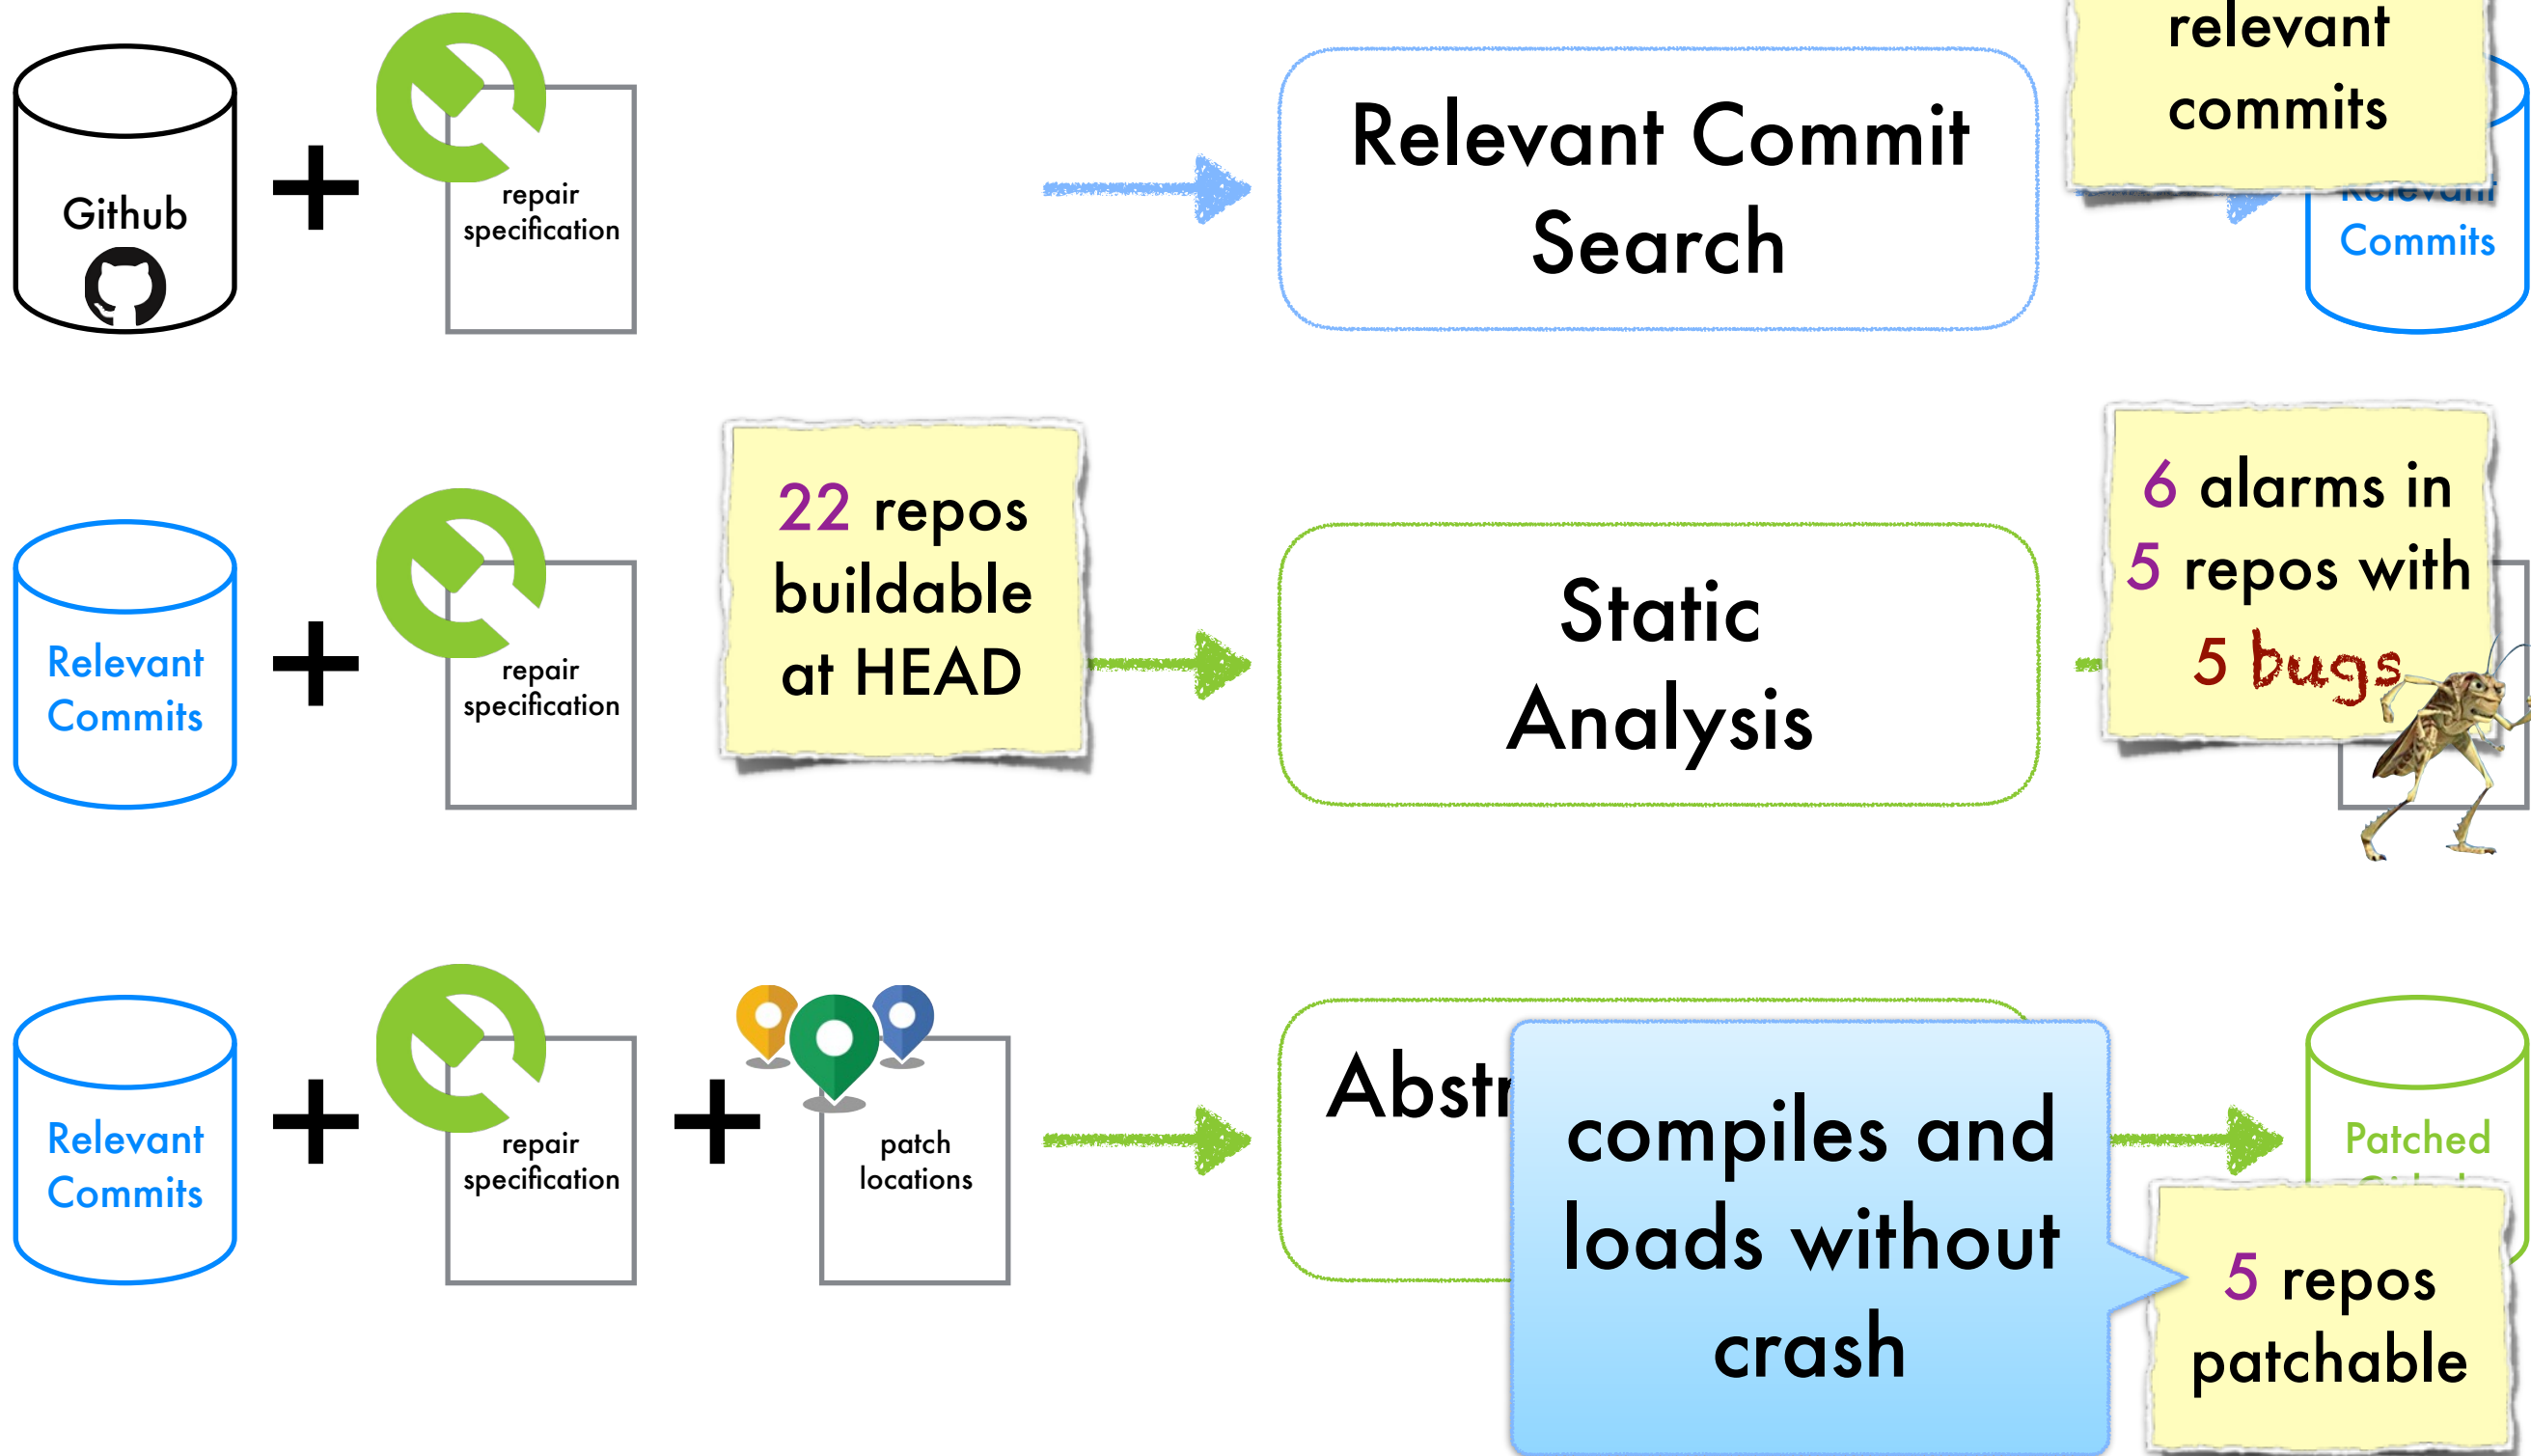 relevant
commits
Github
repair
specification
Relevant Commit
Search
Relevant
Commits
22 repos
buildable
at HEAD
6 alarms in
5 repos with
5 bugs
Relevant
Commits
repair
specification
Static
Analysis
Relevant
Commits
repair
specification
patch
locations
Abstr
compiles and
loads without
crash
Patched
5 repos
patchable